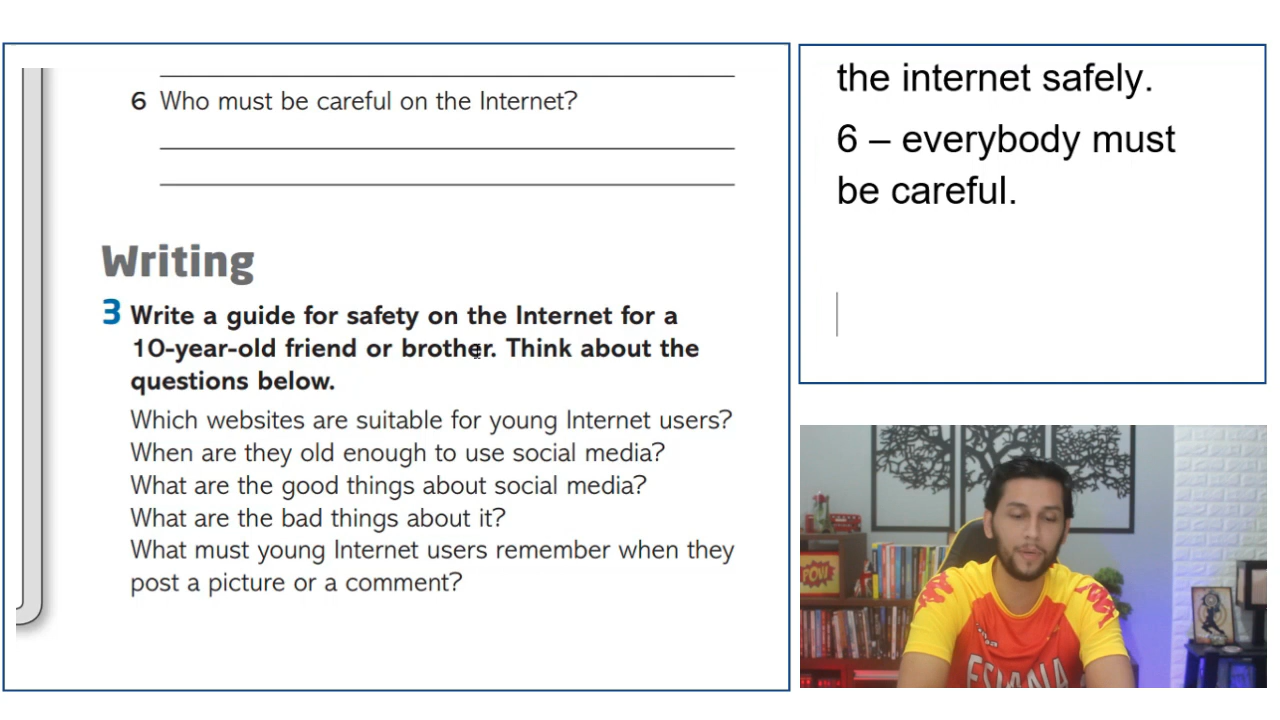 6 Who must be careful on the Internet?
Writing
3 Write a guide for safety on the Internet for a
10-year-old friend or brother. Think about the
questions below.
Which websites are suitable for young Internet users?
When are they old enough to use social media?
What are the good things about social media?
What are the bad things about it?
What must young Internet users remember when they
post a picture or a comment?
the internet safely.
6 – everybody must
be careful.
POW!